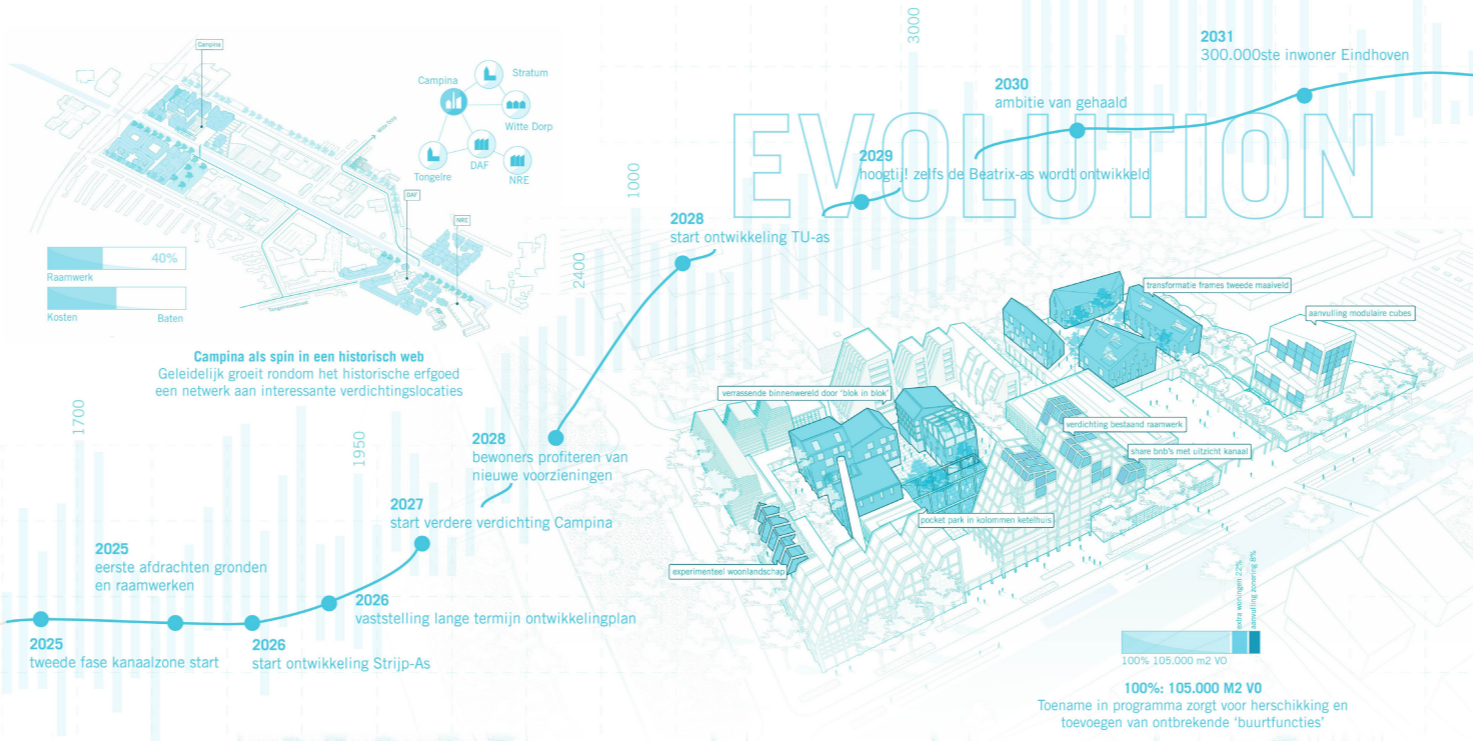 Campina
Campina
Stratum
Witte Dorp
DAF
Tongelre
NRE
DAF
NRE
40%
Raamwerk
Kosten Baten
Campina als spin in een historisch web
Geleidelijk groeit rondom het historische erfgoed
een netwerk aan interessante verdichtingslocaties
EVOLUTION
1700
1950
2400
1000
3000
2025
tweede fase kanaalzone start
2025
eerste afdrachten gronden
en raamwerken
2026
start ontwikkeling Strijp-As
2026
vaststelling lange termijn ontwikkelingplan
2027
start verdere verdichting Campina
2028
bewoners profiteren van
nieuwe voorzieningen
2028
start ontwikkeling TU-as
2029
hoogtij! zelfs de Beatrix-as wordt ontwikkeld
2030
ambitie van gehaald
2031
300.000ste inwoner Eindhoven
transformatie frames tweede maaiveld
aanvulling modulaire cubes
verrassende binnenwereld door 'blok in blok'
verdichting bestaand raamwerk
share bnb's met uitzicht kanaal
pocket park in kolommen ketelhuis
experimenteel woonlandschap
extra woningen 22%
aanvulling zonering 8%
100% 105.000 m2 VO
100%: 105.000 M2 VO
Toename in programma zorgt voor herschikking en
toevoegen van ontbrekende 'buurtfuncties'